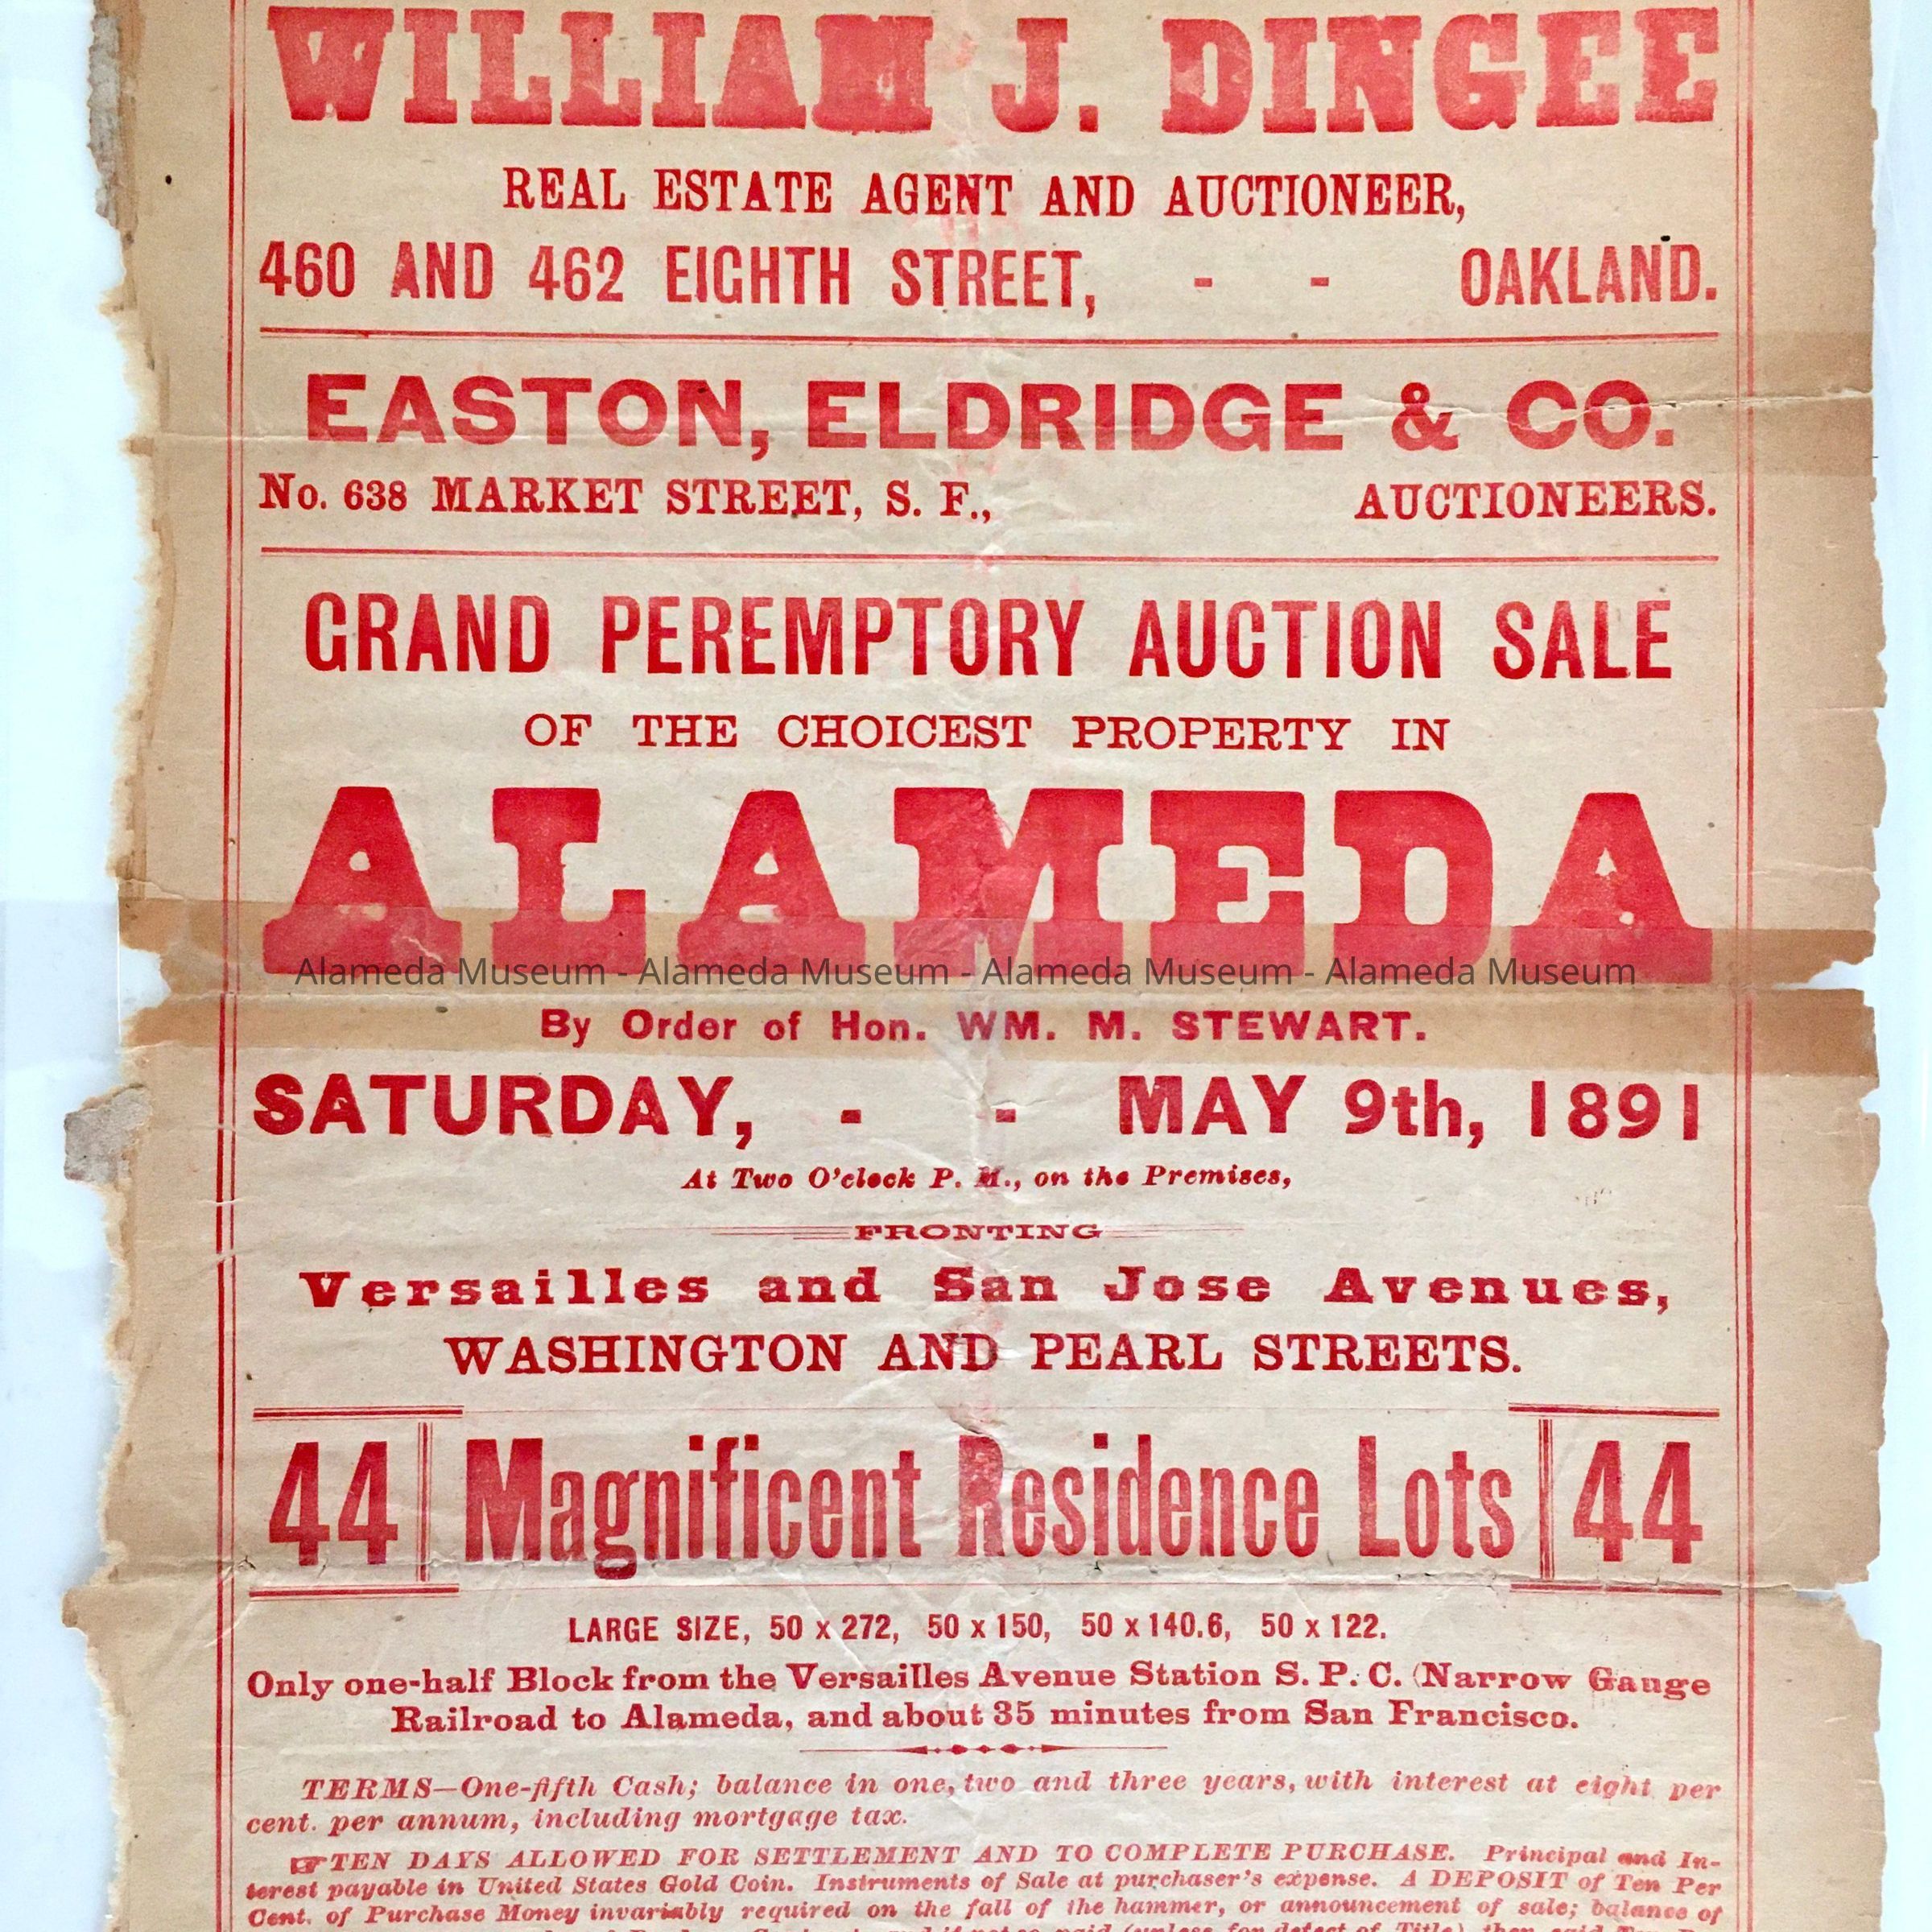 WILLIAM J. DINGEE
REAL ESTATE AGENT AND AUCTIONEER,
460 AND 462 EIGHTH STREET, - - OAKLAND.
EASTON, ELDRIDGE & CO.
No. 638 MARKET STREET, S. F., AUCTIONEERS.
GRAND PEREMPTORY AUCTION SALE
OF THE CHOICEST PROPERTY IN
ALAMEDA
Alameda Museum - Alameda Museum - Alameda Museum - Alameda Museum
By Order of Hon. WM. M. STEWART.
SATURDAY, - - MAY 9th, 1891
At Two O'clock P. M., on the Premises,
FRONTING
Versailles and San Jose Avenues,
WASHINGTON AND PEARL STREETS.
44 Magnificent Residence Lots 44
LARGE SIZE, 50 x 272, 50 x 150, 50 x 140.6, 50 x 122.
Only one-half Block from the Versailles Avenue Station S. P. C. (Narrow Gauge
Railroad to Alameda, and about 35 minutes from San Francisco.
TERMS—One-fifth Cash; balance in one, two and three years, with interest at eight per
cent. per annum, including mortgage tax.
☞TEN DAYS ALLOWED FOR SETTLEMENT AND TO COMPLETE PURCHASE. Principal and In-
terest payable in United States Gold Coin. Instruments of Sale at purchaser's expense. A DEPOSIT of Ten Per
Cent. of Purchase Money invariably required on the fall of the hammer, or announcement of sale; balance of